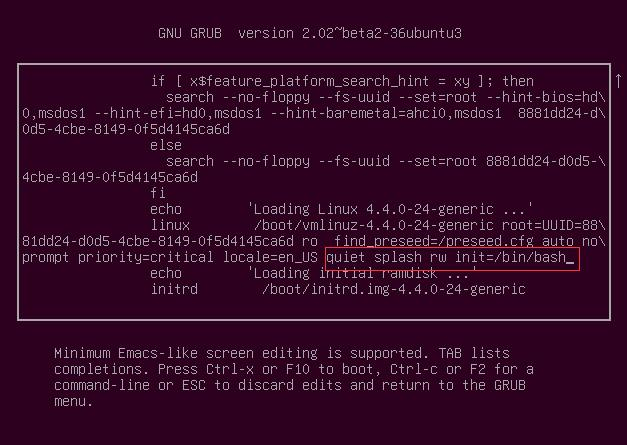 GNU GRUB version 2.02~beta2-36ubuntu3
if [ x$feature_platform_search_hint = xy ]; then
search --no-floppy --fs-uuid --set=root --hint-bios=hd\
0,msdos1 --hint-efi=hd0,msdos1 --hint-baremetal=ahci0,msdos1 8881dd24-d\
0d5-4cbe-8149-0f5d4145ca6d
else
search --no-floppy --fs-uuid --set=root 8881dd24-d0d5-\
4cbe-8149-0f5d4145ca6d
fi
echo 'Loading Linux 4.4.0-24-generic ...'
linux /boot/vmlinuz-4.4.0-24-generic root=UUID=88\
81dd24-d0d5-4cbe-8149-0f5d4145ca6d ro find_preseed=/preseed.cfg auto no\
prompt priority=critical locale=en_US quiet splash rw init=/bin/bash_
echo 'Loading initial ramdisk ...'
initrd /boot/initrd.img-4.4.0-24-generic
Minimum Emacs-like screen editing is supported. TAB lists
completions. Press Ctrl-x or F10 to boot, Ctrl-c or F2 for a
command-line or ESC to discard edits and return to the GRUB
menu.